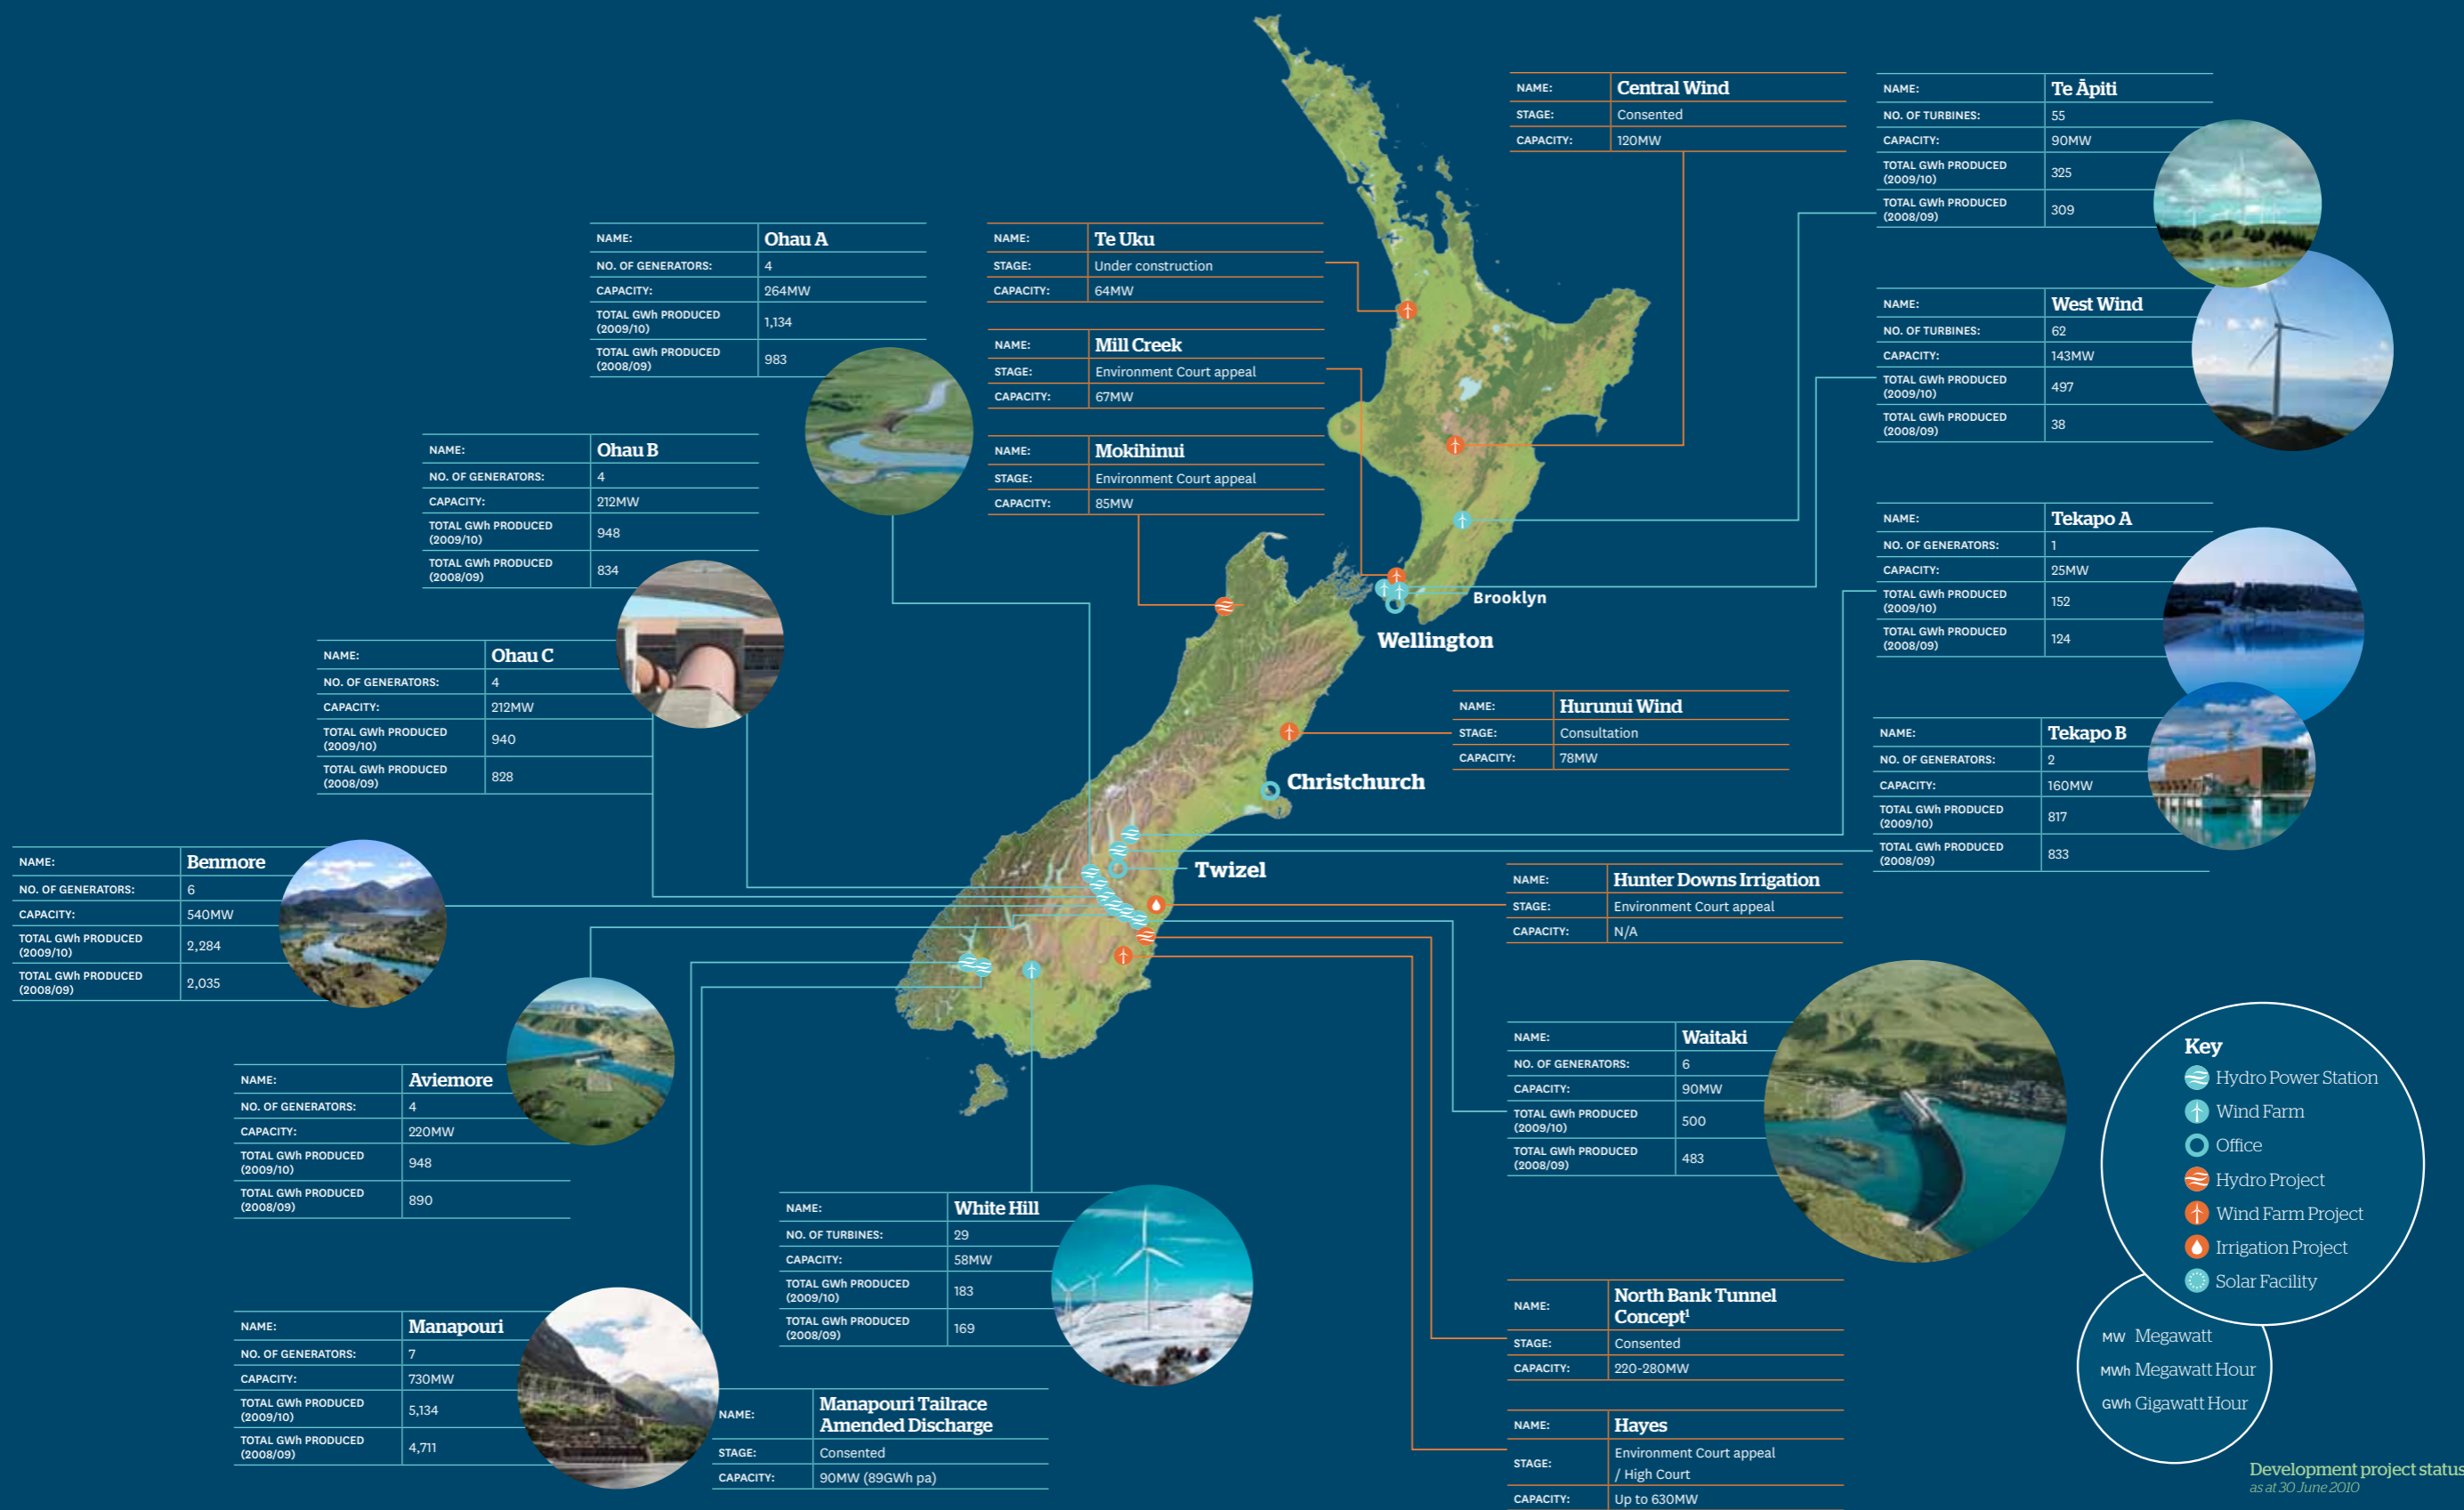 NAME: Central Wind
STAGE: Consented
CAPACITY: 120MW
NAME: Te Āpiti
NO. OF TURBINES: 55
CAPACITY: 90MW
TOTAL GWh PRODUCED
(2009/10) 325
TOTAL GWh PRODUCED
(2008/09) 309
NAME: Ohau A
NO. OF GENERATORS: 4
CAPACITY: 264MW
TOTAL GWh PRODUCED
(2009/10) 1,134
TOTAL GWh PRODUCED
(2008/09) 983
NAME: Te Uku
STAGE: Under construction
CAPACITY: 64MW
NAME: Mill Creek
STAGE: Environment Court appeal
CAPACITY: 67MW
NAME: Mokihinui
STAGE: Environment Court appeal
CAPACITY: 85MW
NAME: West Wind
NO. OF TURBINES: 62
CAPACITY: 143MW
TOTAL GWh PRODUCED
(2009/10) 497
TOTAL GWh PRODUCED
(2008/09) 38
NAME: Ohau B
NO. OF GENERATORS: 4
CAPACITY: 212MW
TOTAL GWh PRODUCED
(2009/10) 948
TOTAL GWh PRODUCED
(2008/09) 834
NAME: Tekapo A
NO. OF GENERATORS: 1
CAPACITY: 25MW
TOTAL GWh PRODUCED
(2009/10) 152
TOTAL GWh PRODUCED
(2008/09) 124
Brooklyn
Wellington
NAME: Ohau C
NO. OF GENERATORS: 4
CAPACITY: 212MW
TOTAL GWh PRODUCED
(2009/10) 940
TOTAL GWh PRODUCED
(2008/09) 828
NAME: Hurunui Wind
STAGE: Consultation
CAPACITY: 78MW
Christchurch
NAME: Tekapo B
NO. OF GENERATORS: 2
CAPACITY: 160MW
TOTAL GWh PRODUCED
(2009/10) 817
TOTAL GWh PRODUCED
(2008/09) 833
Twizel
NAME: Benmore
NO. OF GENERATORS: 6
CAPACITY: 540MW
TOTAL GWh PRODUCED
(2009/10) 2,284
TOTAL GWh PRODUCED
(2008/09) 2,035
NAME: Hunter Downs Irrigation
STAGE: Environment Court appeal
CAPACITY: N/A
NAME: Aviemore
NO. OF GENERATORS: 4
CAPACITY: 220MW
TOTAL GWh PRODUCED
(2009/10) 948
TOTAL GWh PRODUCED
(2008/09) 890
NAME: Waitaki
NO. OF GENERATORS: 6
CAPACITY: 90MW
TOTAL GWh PRODUCED
(2009/10) 500
TOTAL GWh PRODUCED
(2008/09) 483
Key
Hydro Power Station
Wind Farm
Office
Hydro Project
Wind Farm Project
Irrigation Project
Solar Facility
MW Megawatt
MWh Megawatt Hour
GWh Gigawatt Hour
NAME: White Hill
NO. OF TURBINES: 29
CAPACITY: 58MW
TOTAL GWh PRODUCED
(2009/10) 183
TOTAL GWh PRODUCED
(2008/09) 169
NAME: North Bank Tunnel
Concept¹
STAGE: Consented
CAPACITY: 220-280MW
NAME: Manapouri
NO. OF GENERATORS: 7
CAPACITY: 730MW
TOTAL GWh PRODUCED
(2009/10) 5,134
TOTAL GWh PRODUCED
(2008/09) 4,711
NAME: Manapouri Tailrace
Amended Discharge
STAGE: Consented
CAPACITY: 90MW (89GWh pa)
NAME: Hayes
STAGE: Environment Court appeal
/ High Court
CAPACITY: Up to 630MW
Development project status
as at 30 June 2010